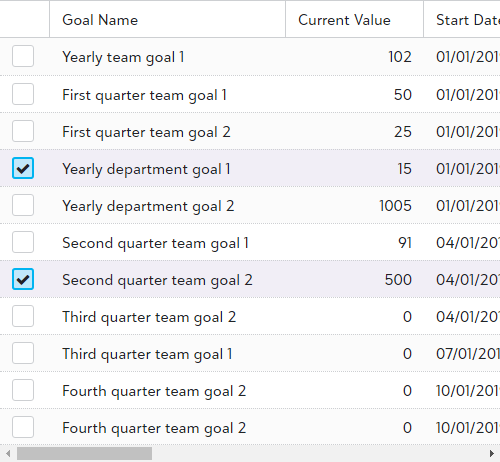 Goal Name Current Value Start Date
Yearly team goal 1 102 01/01/201
First quarter team goal 1 50 01/01/201
First quarter team goal 2 25 01/01/201
Yearly department goal 1 15 01/01/201
Yearly department goal 2 1005 01/01/201
Second quarter team goal 1 91 04/01/201
Second quarter team goal 2 500 04/01/201
Third quarter team goal 2 0 04/01/201
Third quarter team goal 1 0 07/01/201
Fourth quarter team goal 2 0 10/01/201
Fourth quarter team goal 2 0 10/01/201